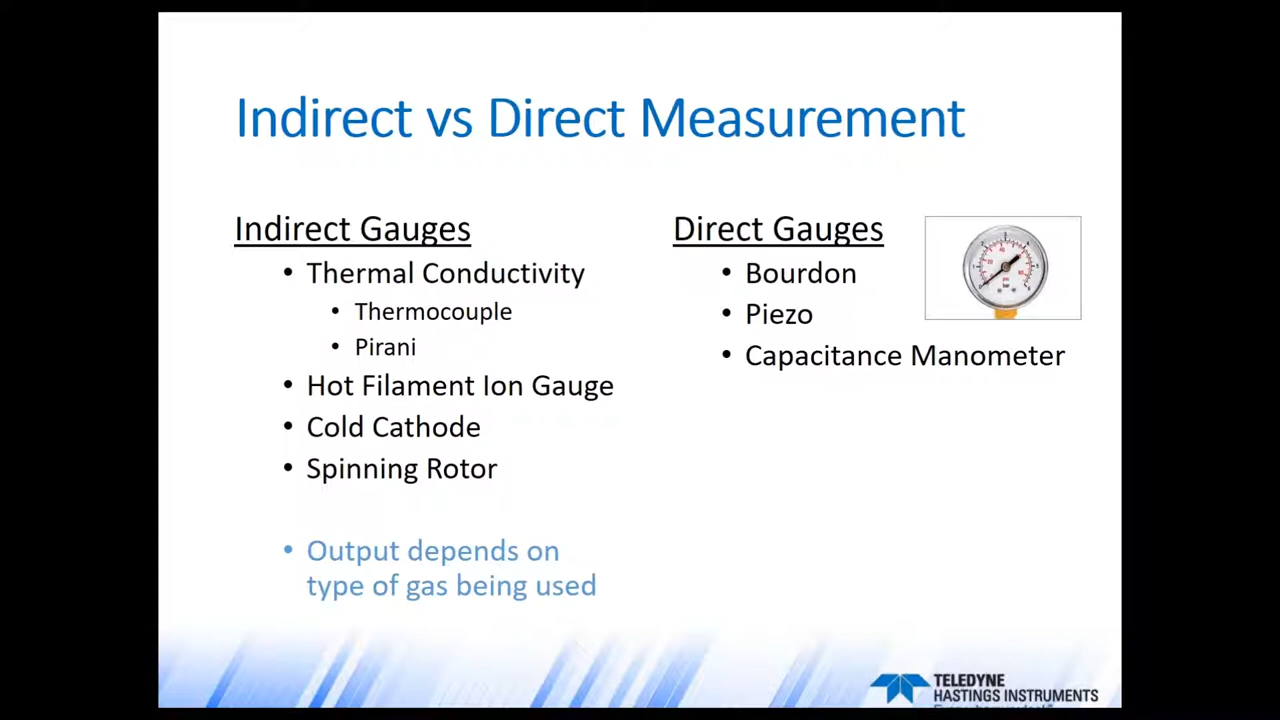 Indirect vs Direct Measurement
Indirect Gauges
• Thermal Conductivity
• Thermocouple
• Pirani
• Hot Filament Ion Gauge
• Cold Cathode
• Spinning Rotor
• Output depends on
type of gas being used
Direct Gauges
• Bourdon
• Piezo
• Capacitance Manometer
bar
TELEDYNE
HASTINGS INSTRUMENTS